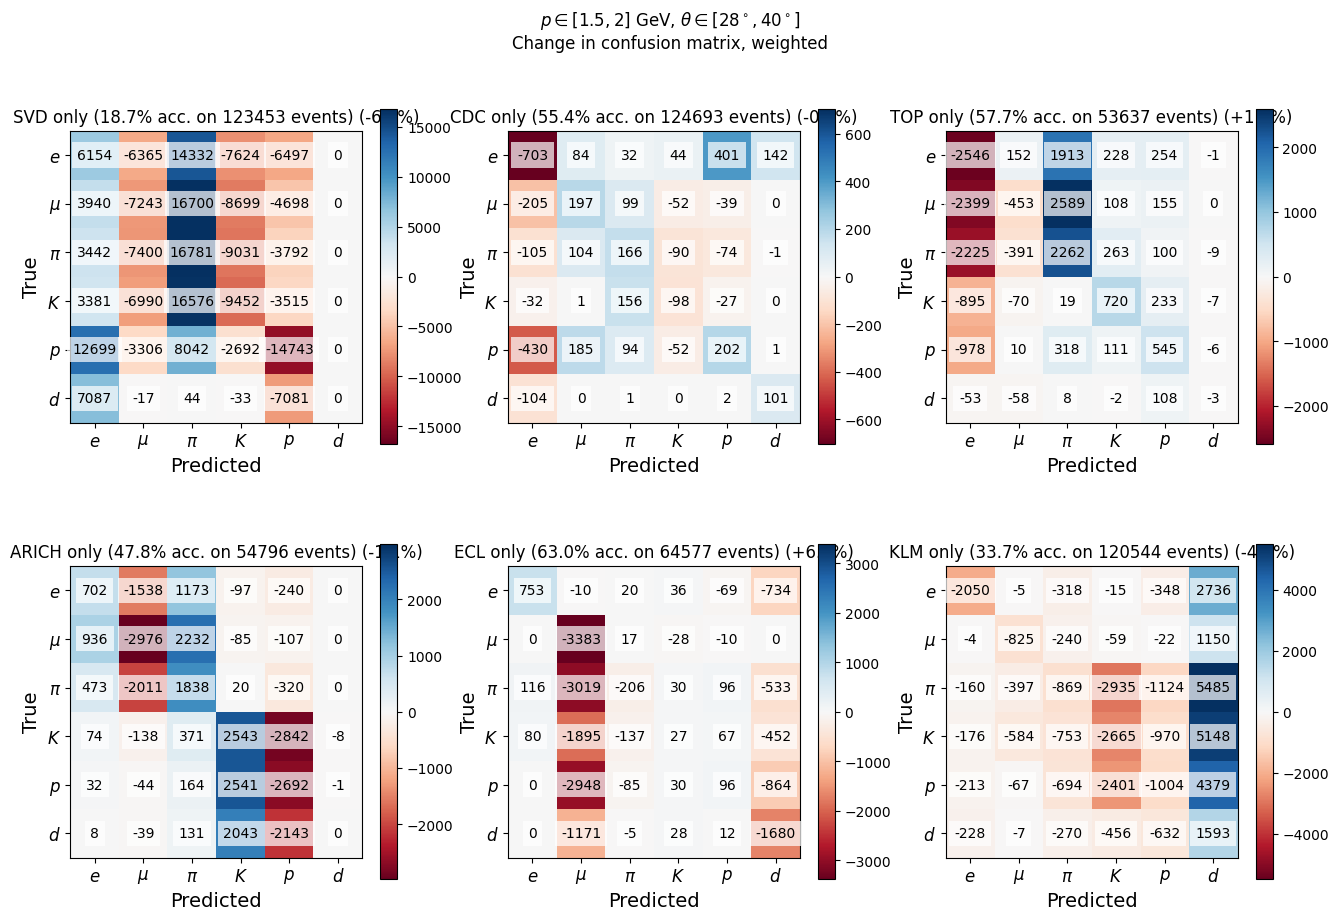 p ∈ [1.5, 2] GeV, θ ∈ [28°, 40°]
Change in confusion matrix, weighted
SVD only (18.7% acc. on 123453 events)
True
e 6154 -6365 14332 -7624 -6497 0
μ 3940 -7243 16700 -8699 -4698 0
π 3442 -7400 16781 -9031 -3792 0
K 3381 -6990 16576 -9452 -3515 0
p 12699 -3306 8042 -2692 -14743 0
d 7087 -17 44 -33 -7081 0
e μ π K p d
Predicted
15000
10000
5000
0
−5000
−10000
−15000
CDC only (55.4% acc. on 124693 events)
True
e -703 84 32 44 401 142
μ -205 197 99 -52 -39 0
π -105 104 166 -90 -74 -1
K -32 1 156 -98 -27 0
p -430 185 94 -52 202 1
d -104 0 1 0 2 101
e μ π K p d
Predicted
600
400
200
0
−200
−400
−600
TOP only (57.7% acc. on 53637 events)
True
e -2546 152 1913 228 254 -1
μ -2399 -453 2589 108 155 0
π -2225 -391 2262 263 100 -9
K -895 -70 19 720 233 -7
p -978 10 318 111 545 -6
d -53 -58 8 -2 108 -3
e μ π K p d
Predicted
2000
1000
0
−1000
−2000
ARICH only (47.8% acc. on 54796 events)
True
e 702 -1538 1173 -97 -240 0
μ 936 -2976 2232 -85 -107 0
π 473 -2011 1838 20 -320 0
K 74 -138 371 2543 -2842 -8
p 32 -44 164 2541 -2692 -1
d 8 -39 131 2043 -2143 0
e μ π K p d
Predicted
2000
1000
0
−1000
−2000
ECL only (63.0% acc. on 64577 events)
True
e 753 -10 20 36 -69 -734
μ 0 -3383 17 -28 -10 0
π 116 -3019 -206 30 96 -533
K 80 -1895 -137 27 67 -452
p 0 -2948 -85 30 96 -864
d 0 -1171 -5 28 12 -1680
e μ π K p d
Predicted
3000
2000
1000
0
−1000
−2000
−3000
KLM only (33.7% acc. on 120544 events)
True
e -2050 -5 -318 -15 -348 2736
μ -4 -825 -240 -59 -22 1150
π -160 -397 -869 -2935 -1124 5485
K -176 -584 -753 -2665 -970 5148
p -213 -67 -694 -2401 -1004 4379
d -228 -7 -270 -456 -632 1593
e μ π K p d
Predicted
4000
2000
0
−2000
−4000